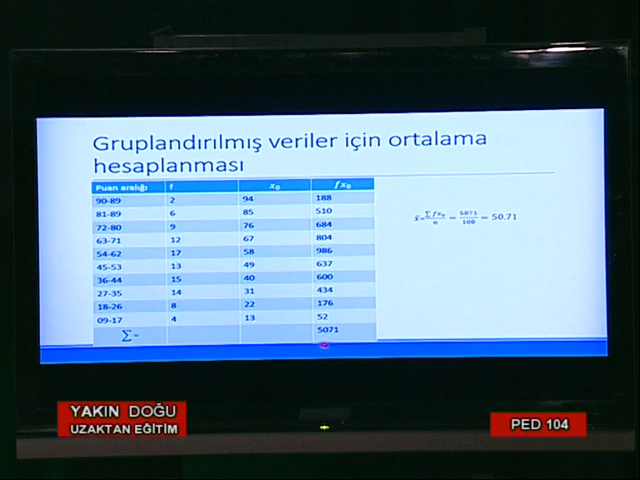 Gruplandırılmış veriler için ortalama
hesaplanması
Puan aralığı f x₀ fx₀
90-89 2 94 188
81-89 6 85 510
72-80 9 76 684
63-71 12 67 804
54-62 17 58 986
45-53 13 49 637
36-44 15 40 600
27-35 14 31 434
18-26 8 22 176
09-17 4 13 52
∑= 5071
x̄=∑fx₀/n = 5071/100 = 50.71
YAKIN DOĞU
UZAKTAN EĞİTİM
PED 104